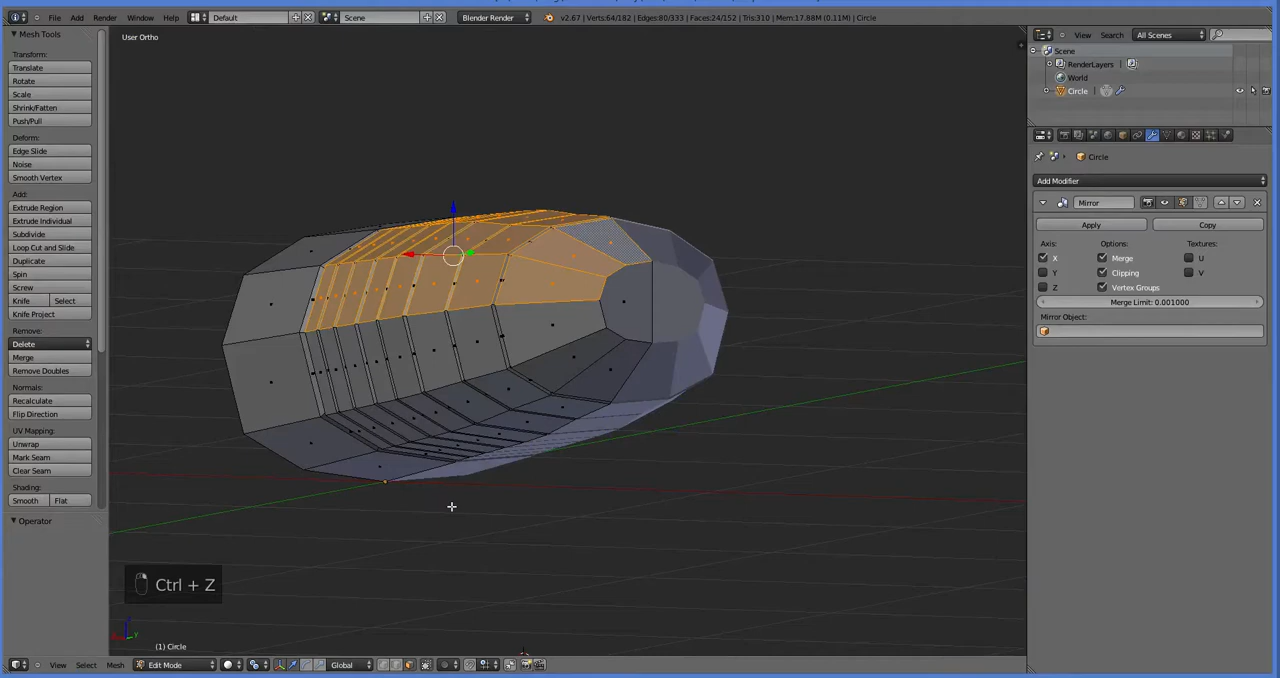 File Add Render Window Help Default Scene Blender Render v2.67 | Verts:64/182 | Edges:80/333 | Faces:24/152 | Tris:310 | Mem:17.88M (0.11M) | Circle
Mesh Tools
Transform:
Translate
Rotate
Scale
Shrink/Fatten
Push/Pull
Deform:
Edge Slide
Noise
Smooth Vertex
Add:
Extrude Region
Extrude Individual
Subdivide
Loop Cut and Slide
Duplicate
Spin
Screw
Knife Select
Knife Project
Remove:
Delete
Merge
Remove Doubles
Normals:
Recalculate
Flip Direction
UV Mapping:
Unwrap
Mark Seam
Clear Seam
Shading:
Smooth Flat
Operator
User Ortho
Ctrl + Z
(1) Circle
View Select Mesh Edit Mode Global
View Search All Scenes
Scene
RenderLayers
World
Circle
Circle
Add Modifier
Mirror
Apply Copy
Axis: Options: Textures:
X Merge U
Y Clipping V
Z Vertex Groups
Merge Limit: 0.001000
Mirror Object: